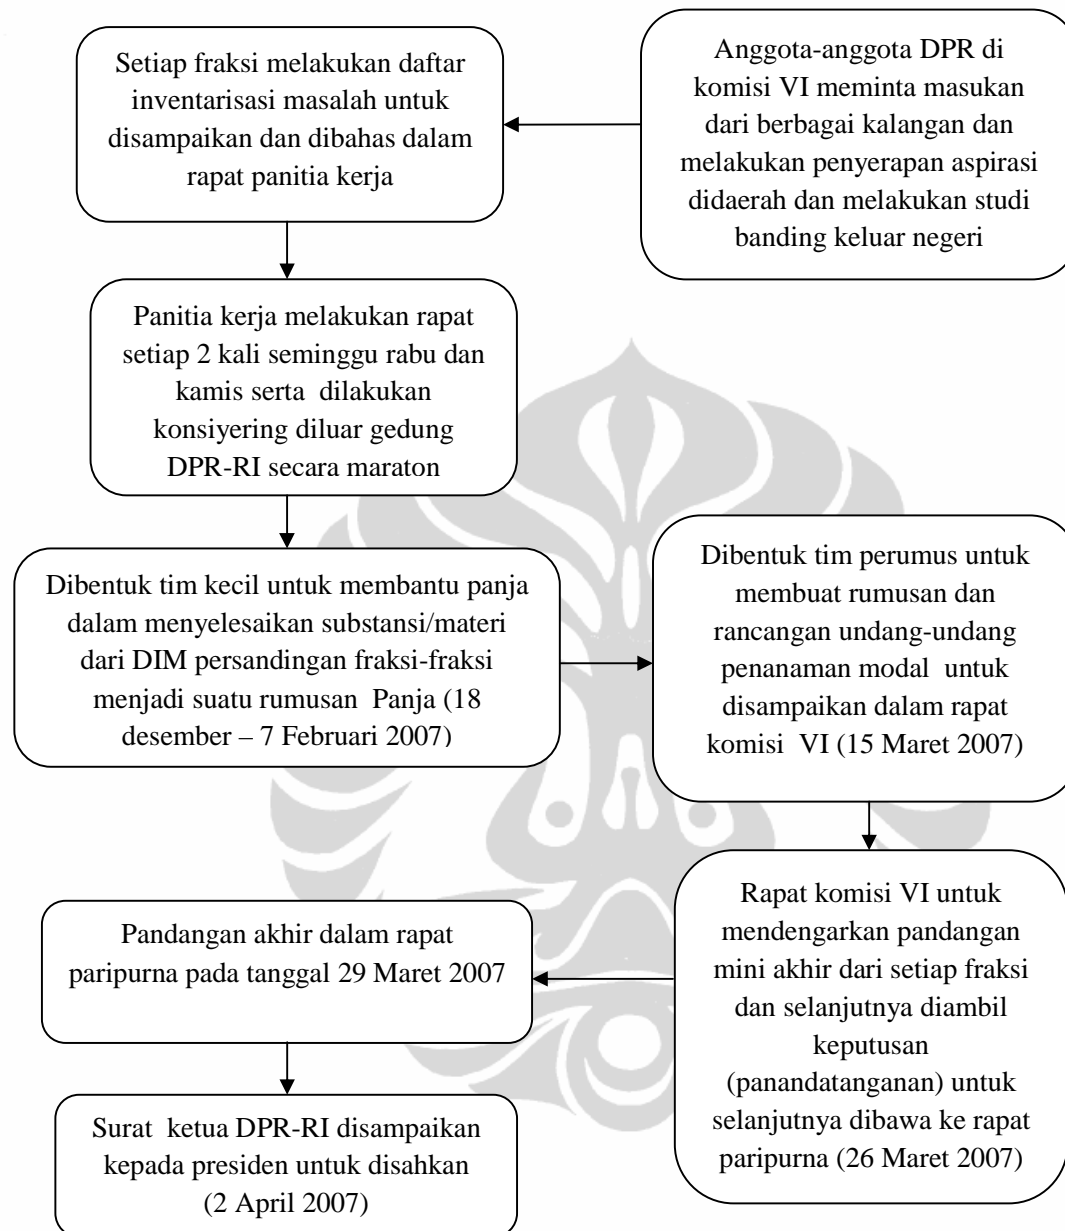 Anggota-anggota DPR di
komisi VI meminta masukan
dari berbagai kalangan dan
melakukan penyerapan aspirasi
didaerah dan melakukan studi
banding keluar negeri
Setiap fraksi melakukan daftar
inventarisasi masalah untuk
disampaikan dan dibahas dalam
rapat panitia kerja
Panitia kerja melakukan rapat
setiap 2 kali seminggu rabu dan
kamis serta dilakukan
konsiyering diluar gedung
DPR-RI secara maraton
Dibentuk tim kecil untuk membantu panja
dalam menyelesaikan substansi/materi
dari DIM persandingan fraksi-fraksi
menjadi suatu rumusan Panja (18
desember – 7 Februari 2007)
Dibentuk tim perumus untuk
membuat rumusan dan
rancangan undang-undang
penanaman modal untuk
disampaikan dalam rapat
komisi VI (15 Maret 2007)
Rapat komisi VI untuk
mendengarkan pandangan
mini akhir dari setiap fraksi
dan selanjutnya diambil
keputusan
(panandatanganan) untuk
selanjutnya dibawa ke rapat
paripurna (26 Maret 2007)
Pandangan akhir dalam rapat
paripurna pada tanggal 29 Maret 2007
Surat ketua DPR-RI disampaikan
kepada presiden untuk disahkan
(2 April 2007)